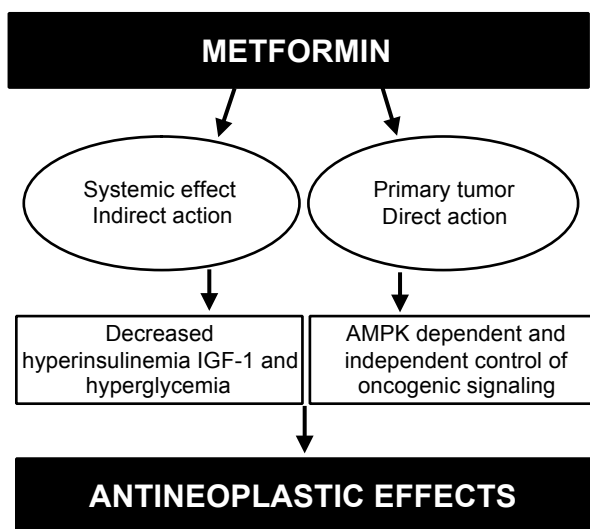 METFORMIN
Systemic effect
Indirect action
Primary tumor
Direct action
Decreased
hyperinsulinemia IGF-1 and
hyperglycemia
AMPK dependent and
independent control of
oncogenic signaling
ANTINEOPLASTIC EFFECTS